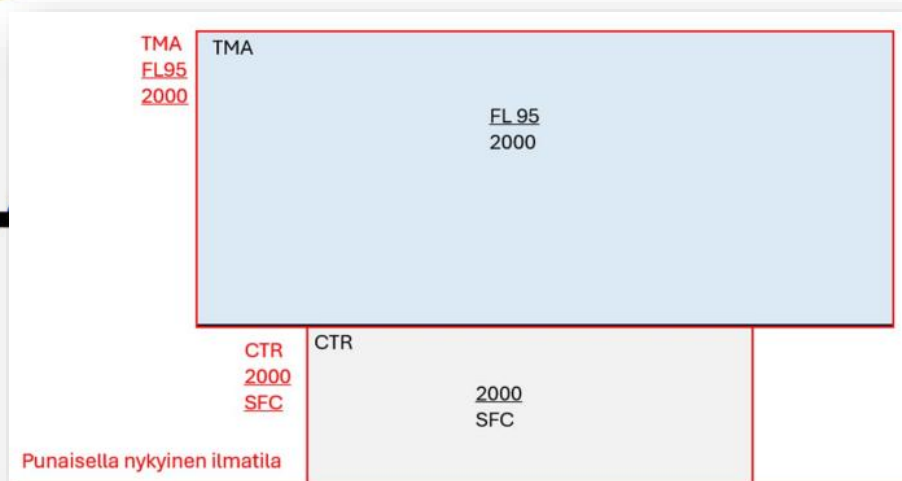 TMA
FL95
2000
TMA
FL 95
2000
CTR
2000
SFC
CTR
2000
SFC
Punaisella nykyinen ilmatila